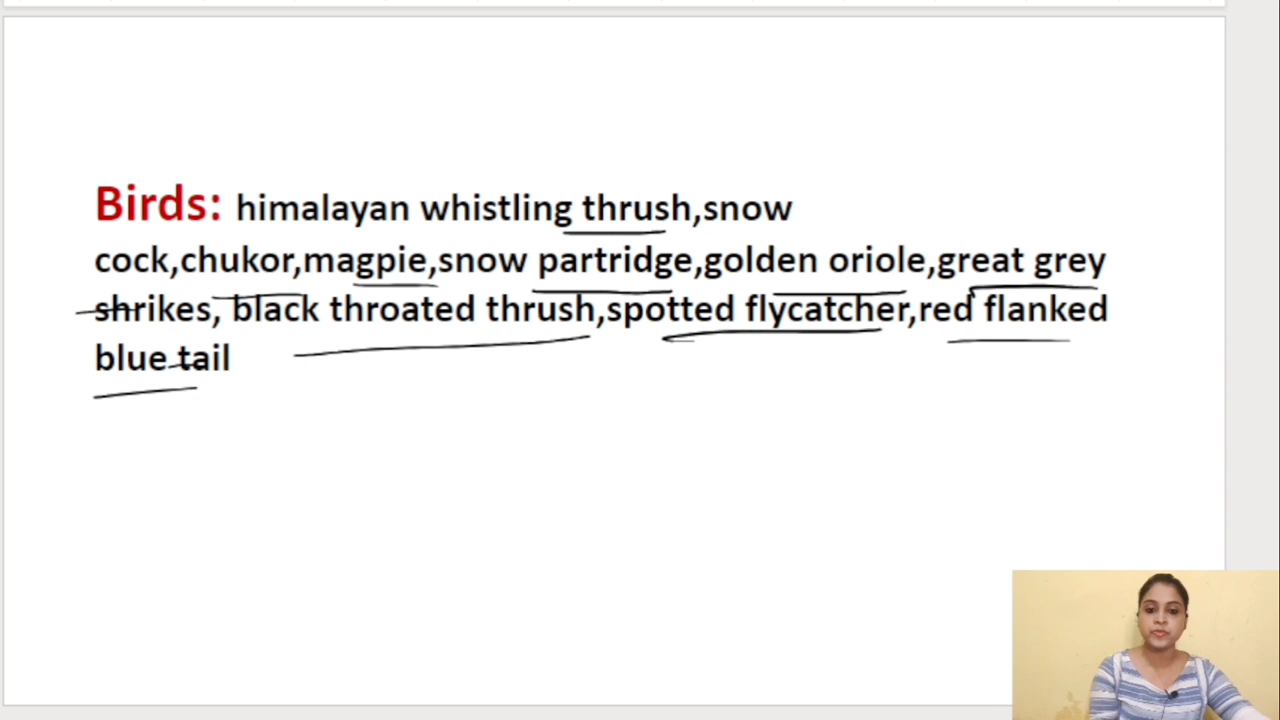 Birds: himalayan whistling thrush,snow
cock,chukor,magpie,snow partridge,golden oriole,great grey
shrikes, black throated thrush,spotted flycatcher,red flanked
blue tail